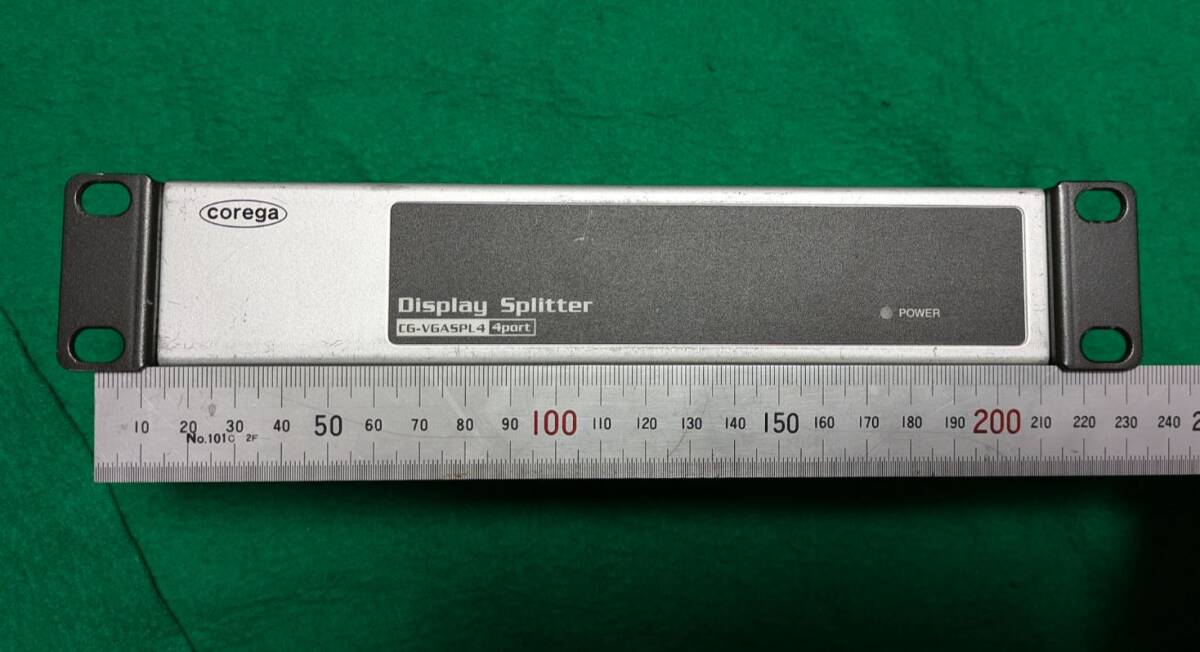 corega
Display Splitter
CG-VGASPL4 4port
POWER
10 20 30 40 50 60 70 80 90 100 110 120 130 140 150 160 170 180 190 200 210 220 230 240
No.101C 2F